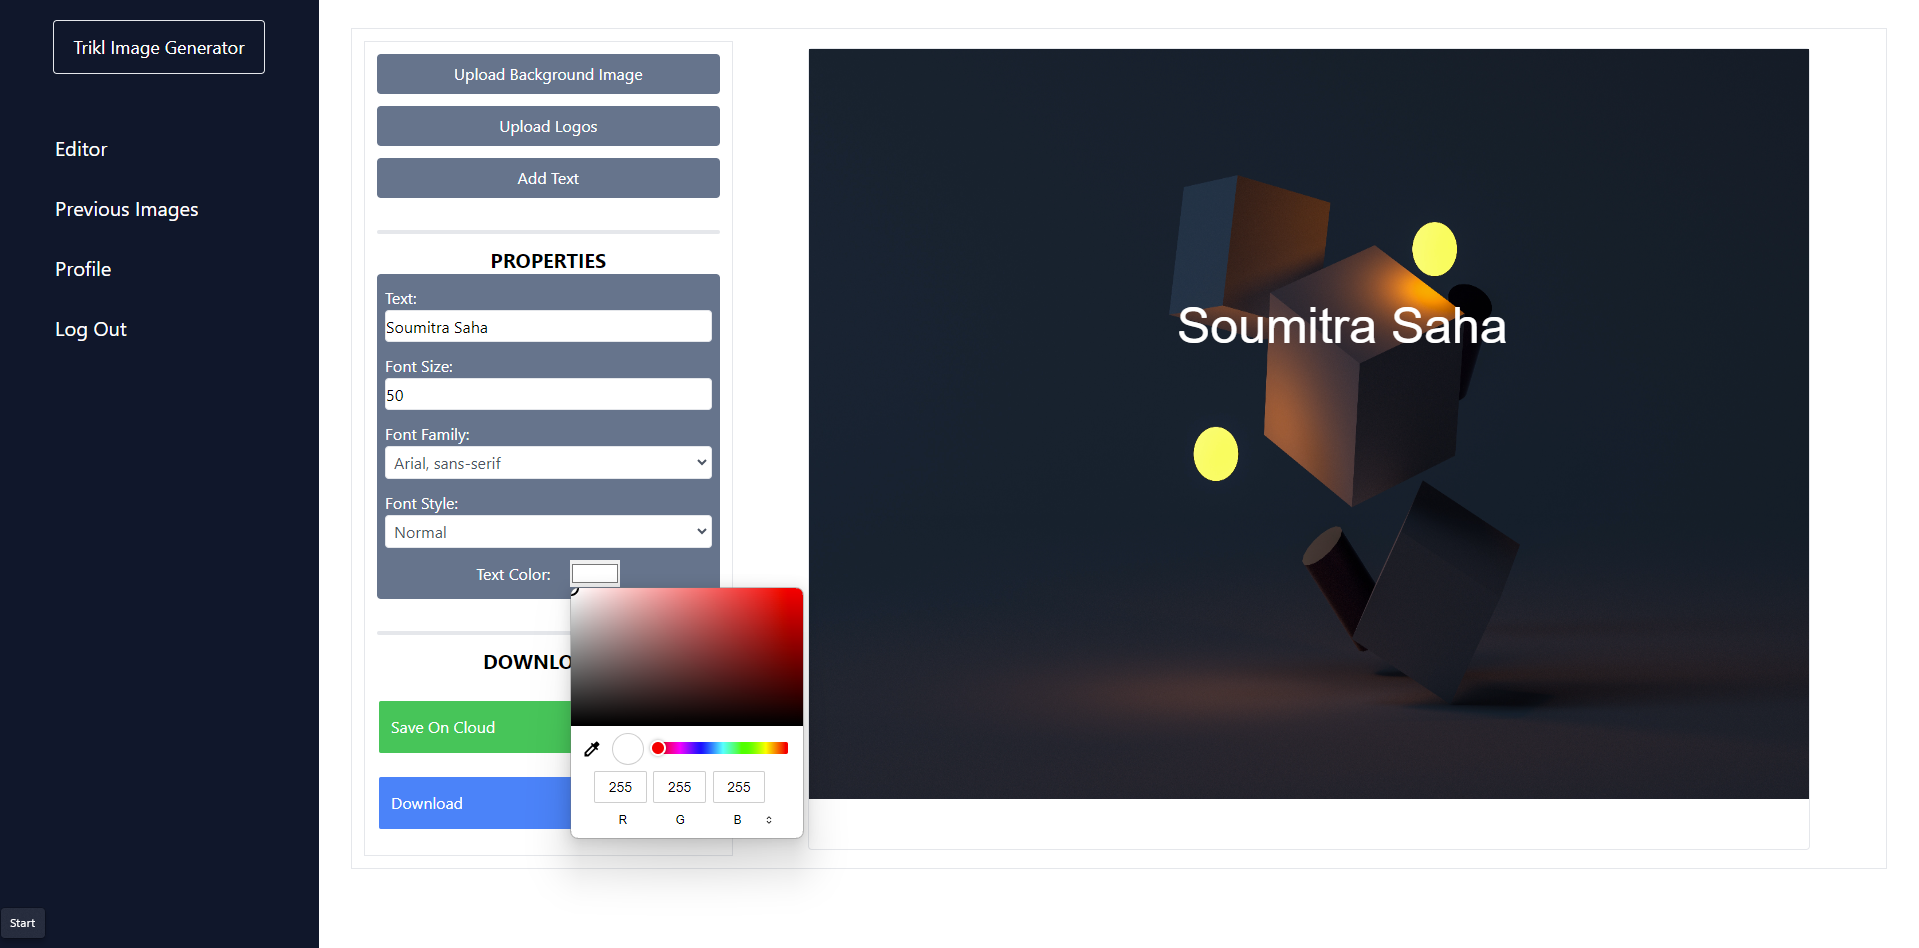 Trikl Image Generator
Editor
Previous Images
Profile
Log Out
Start
Upload Background Image
Upload Logos
Add Text
PROPERTIES
Text:
Soumitra Saha
Font Size:
50
Font Family:
Arial, sans-serif
Font Style:
Normal
Text Color:
DOWNLO
Save On Cloud
Download
255 255 255
R G B
Soumitra Saha